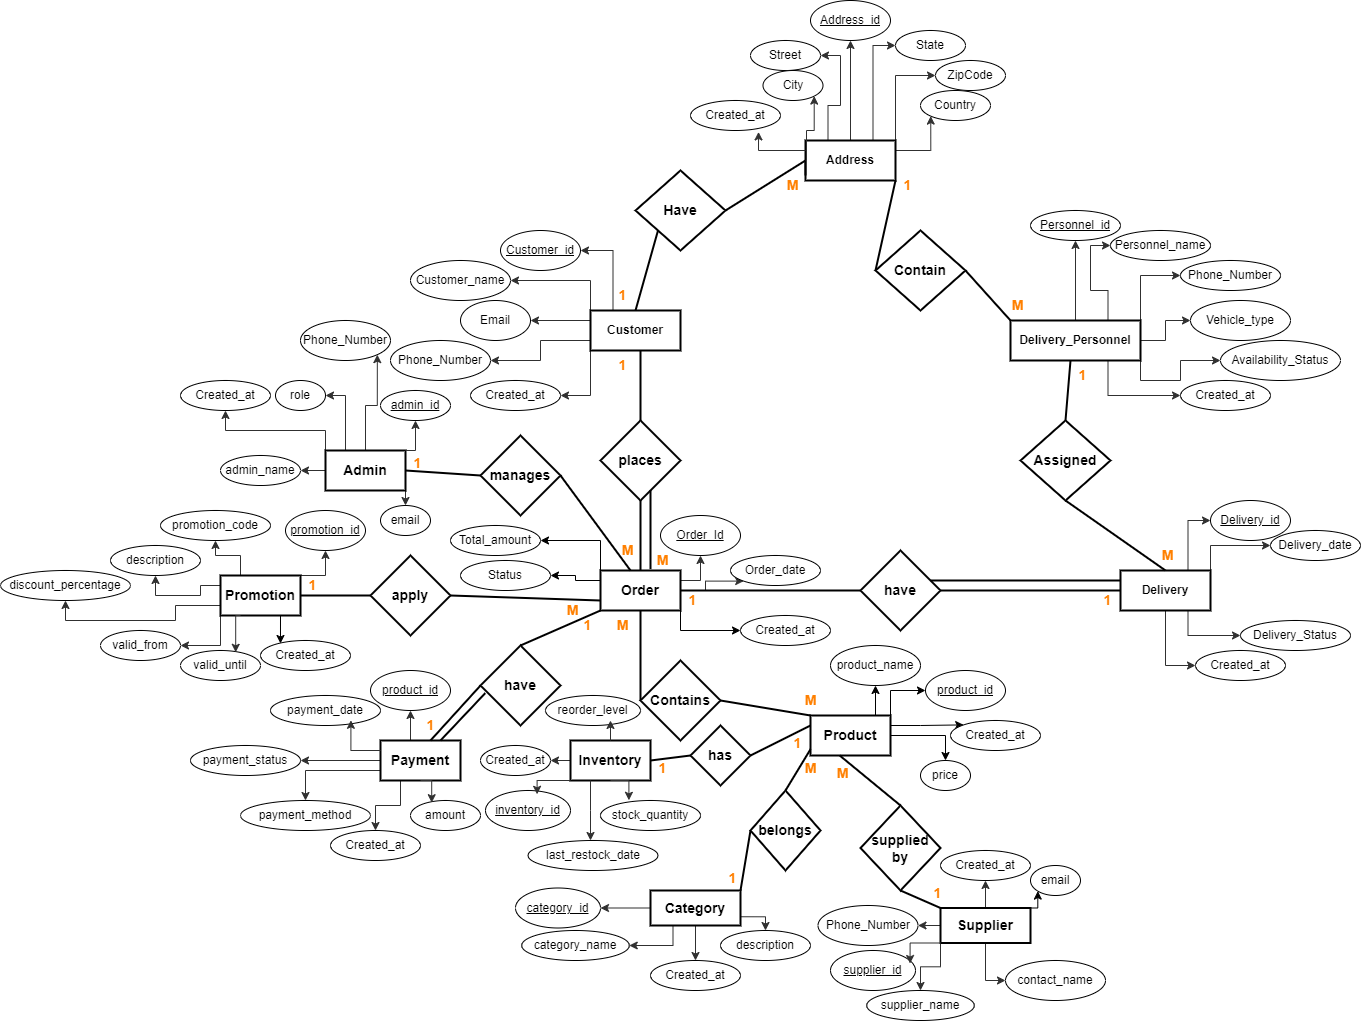 Address_id
Street
State
City
ZipCode
Created_at
Country
Address
M
1
Have
Contain
Customer_id
Customer_name
Email
Phone_Number
Created_at
1
Customer
1
Personnel_id
Personnel_name
Phone_Number
Vehicle_type
Availability_Status
Created_at
M
Delivery_Personnel
1
Phone_Number
Created_at
role
admin_id
admin_name
Admin
1
email
manages
places
Assigned
promotion_code
promotion_id
description
discount_percentage
Promotion
1
valid_from
valid_until
Created_at
apply
Total_amount
Status
M
M
Order_Id
Order_date
Order
M
1
M
1
Created_at
have
Delivery_id
Delivery_date
M
Delivery
1
Delivery_Status
Created_at
have
Contains
product_id
payment_date
payment_status
1
Payment
payment_method
amount
Created_at
reorder_level
Created_at
Inventory
1
inventory_id
stock_quantity
last_restock_date
has
product_name
product_id
M
Product
1
Created_at
price
M
M
belongs
supplied
by
1
category_id
Category
category_name
description
Created_at
Created_at
email
1
Phone_Number
Supplier
supplier_id
contact_name
supplier_name